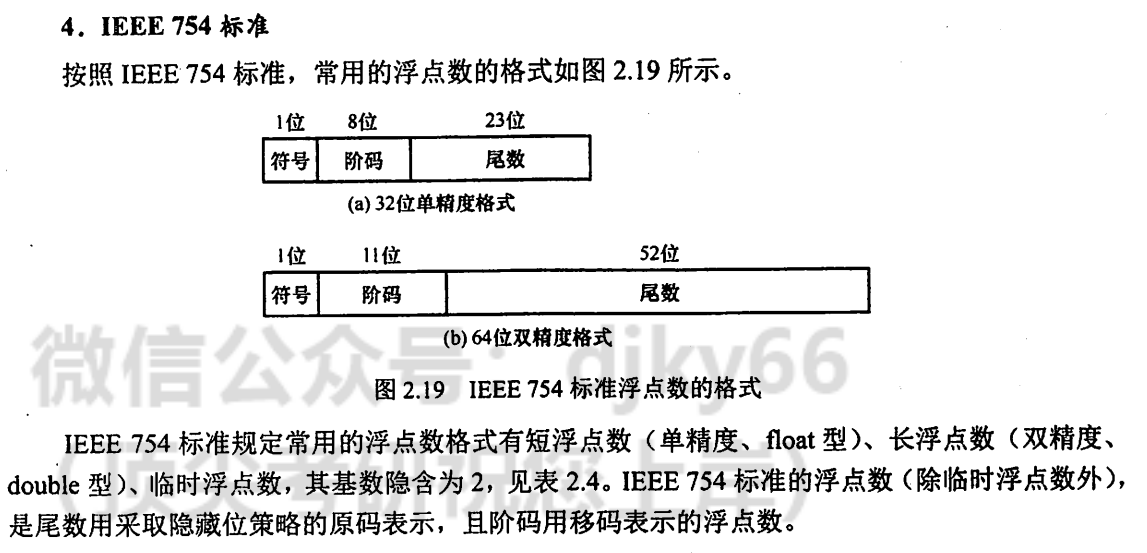 4．IEEE 754 标准
按照 IEEE 754 标准，常用的浮点数的格式如图 2.19 所示。
1位 8位 23位
符号 阶码 尾数
(a) 32位单精度格式
1位 11位 52位
符号 阶码 尾数
(b) 64位双精度格式
微信公众号：djky66
图 2.19 IEEE 754 标准浮点数的格式
IEEE 754 标准规定常用的浮点数格式有短浮点数（单精度、float 型）、长浮点数（双精度、
double 型）、临时浮点数，其基数隐含为 2，见表 2.4。IEEE 754 标准的浮点数（除临时浮点数外），
是尾数用采取隐藏位策略的原码表示，且阶码用移码表示的浮点数。